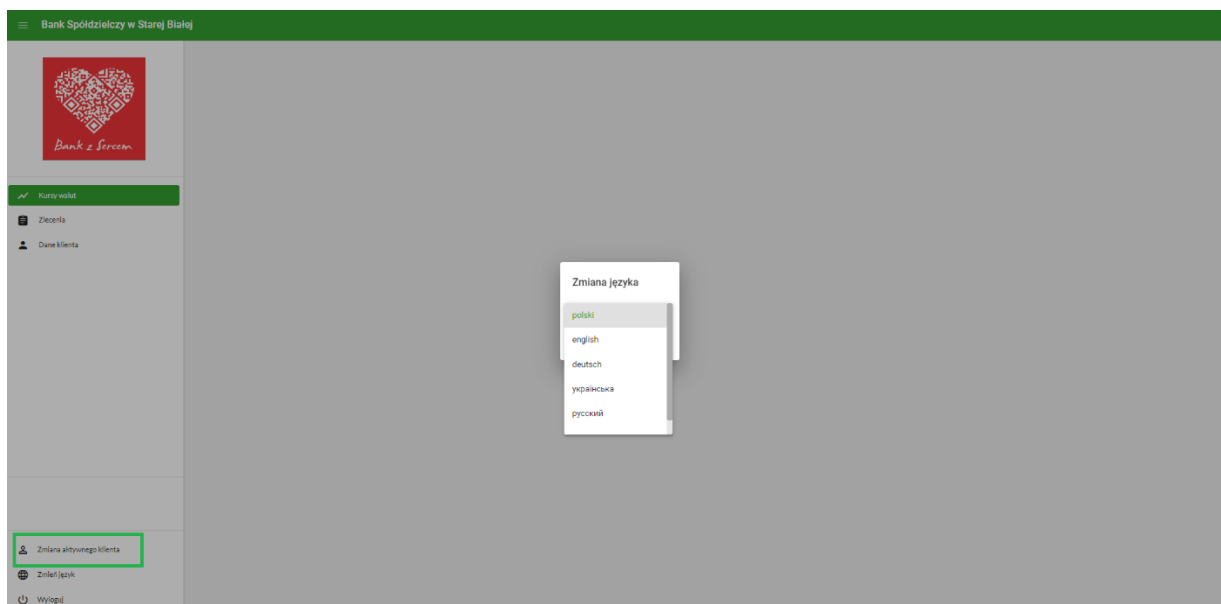 Bank Spółdzielczy w Starej Białej
Bank z Sercem
Kursy walut
Zlecenia
Dane klienta
Zmiana języka
polski
english
deutsch
українська
русский
Zmiana aktywnego klienta
Zmień język
Wyloguj